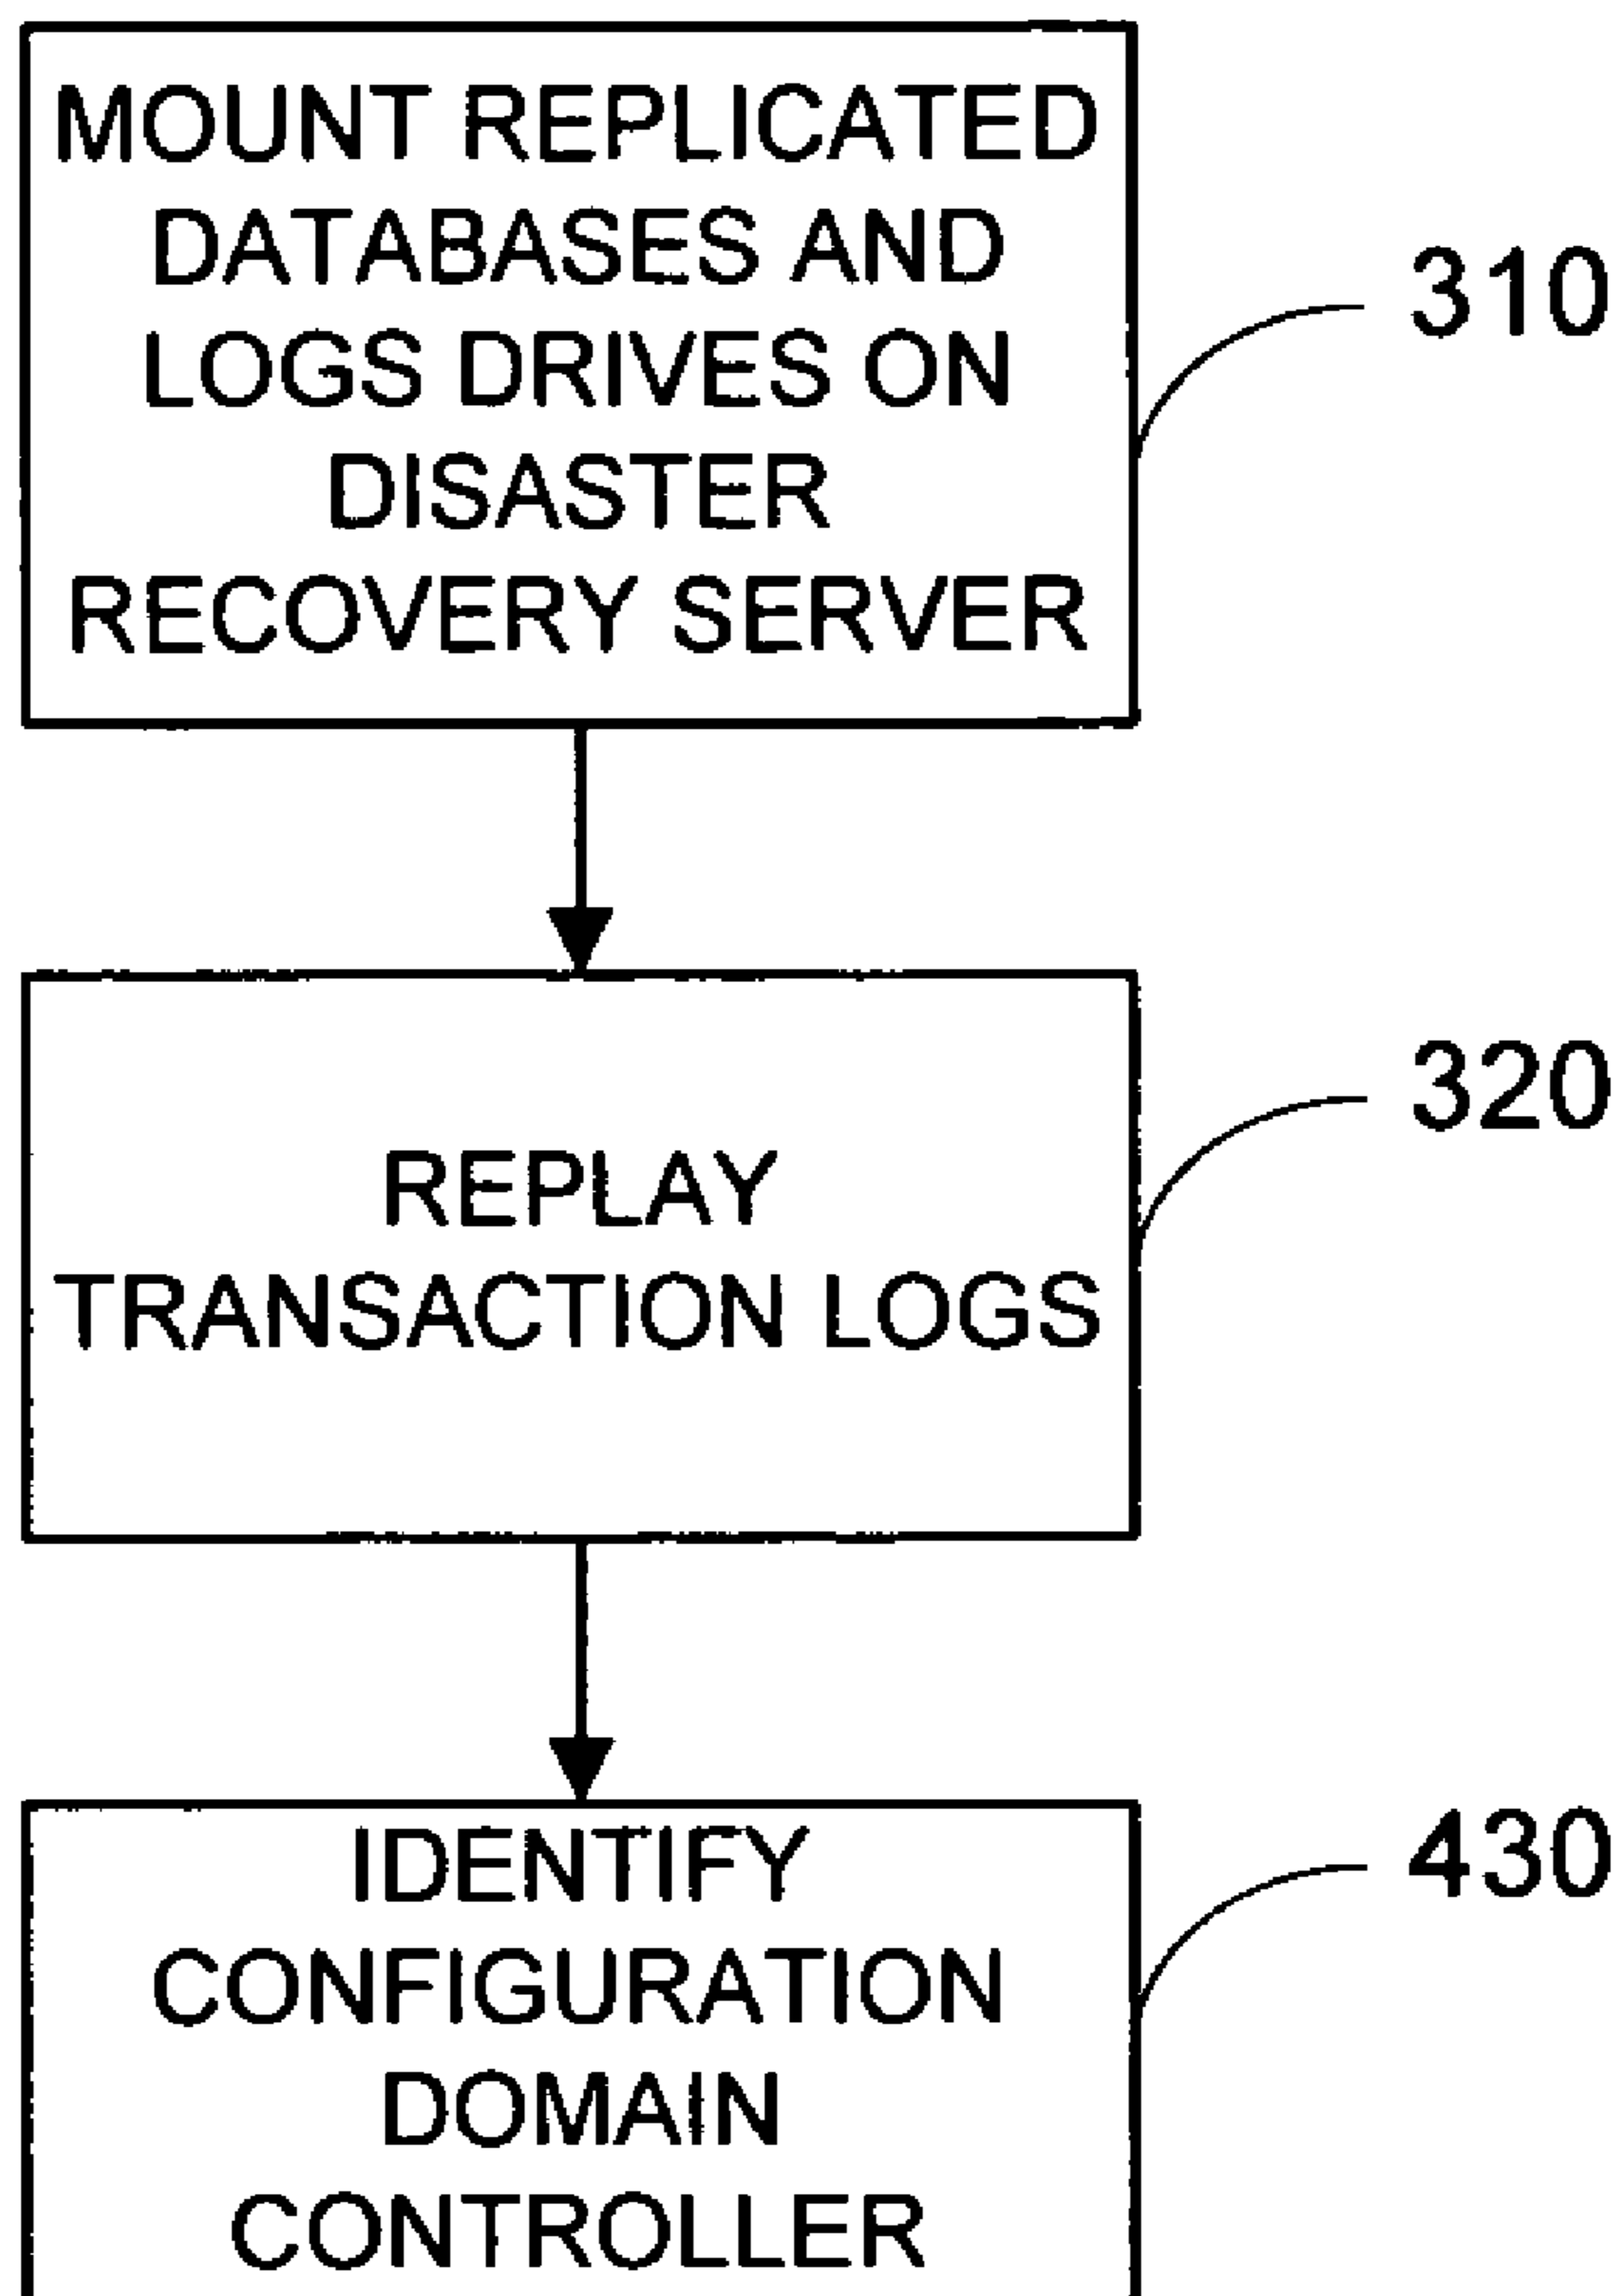 MOUNT REPLICATED
DATABASES AND
LOGS DRIVES ON
DISASTER
RECOVERY SERVER
310
REPLAY
TRANSACTION LOGS
320
IDENTIFY
CONFIGURATION
DOMAIN
CONTROLLER
430